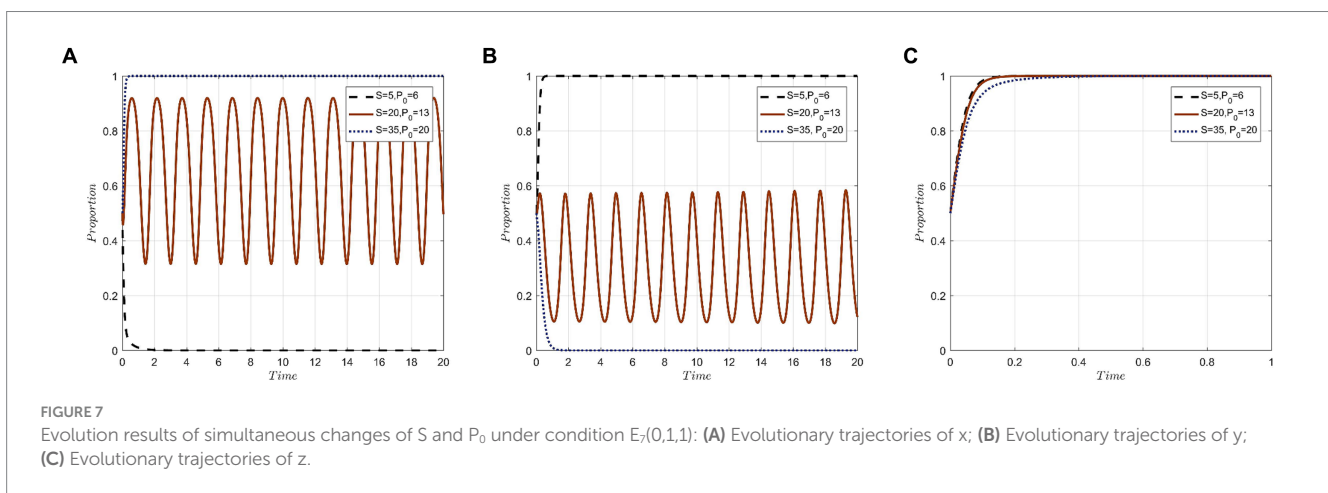 A
1
0.8
0.6
0.4
0.2
0
Proportion
0 2 4 6 8 10 12 14 16 18 20
Time
S=5,P0=6
S=20,P0=13
S=35,P0=20
B
1
0.8
0.6
0.4
0.2
0
Proportion
0 2 4 6 8 10 12 14 16 18 20
Time
S=5,P0=6
S=20,P0=13
S=35, P0=20
C
1
0.8
0.6
0.4
0.2
0
Proportion
0 0.2 0.4 0.6 0.8 1
Time
S=5,P0=6
S=20,P0=13
S=35, P0=20
FIGURE 7
Evolution results of simultaneous changes of S and P₀ under condition E₇(0,1,1): (A) Evolutionary trajectories of x; (B) Evolutionary trajectories of y;
(C) Evolutionary trajectories of z.